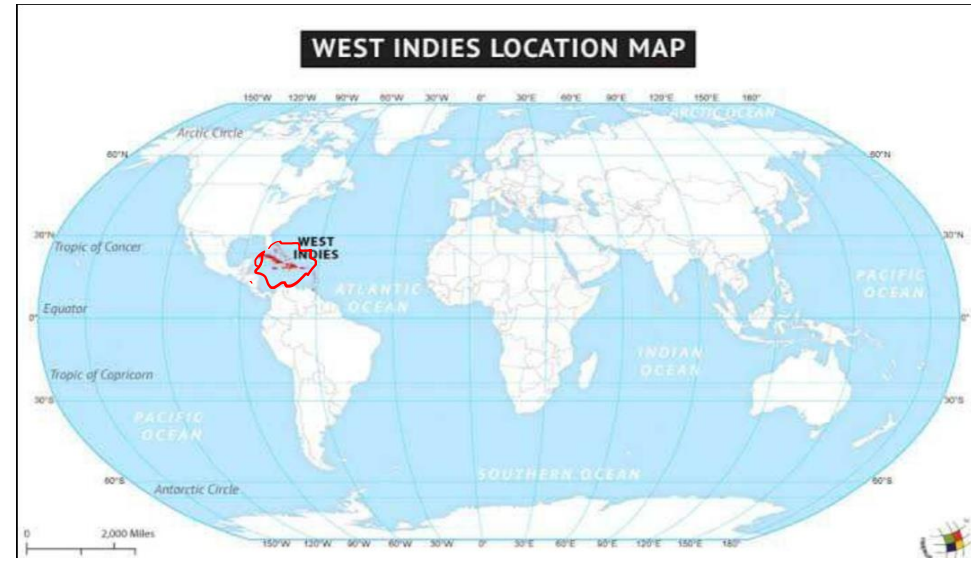 WEST INDIES LOCATION MAP
150°W 120°W 90°W 60°W 30°W 0° 30°E 60°E 90°E 120°E 150°E 180°
ARCTIC OCEAN
Arctic Circle
60°N 60°N
30°N 30°N
Tropic of Cancer
WEST
INDIES
ATLANTIC
OCEAN
PACIFIC
OCEAN
Equator
0° 0°
INDIAN
OCEAN
Tropic of Capricorn
30°S 30°S
PACIFIC
OCEAN
SOUTHERN OCEAN
60°S 60°S
Antarctic Circle
0 2,000 Miles
150°W 120°W 90°W 60°W 30°W 0° 30°E 60°E 90°E 120°E 150°E 180°